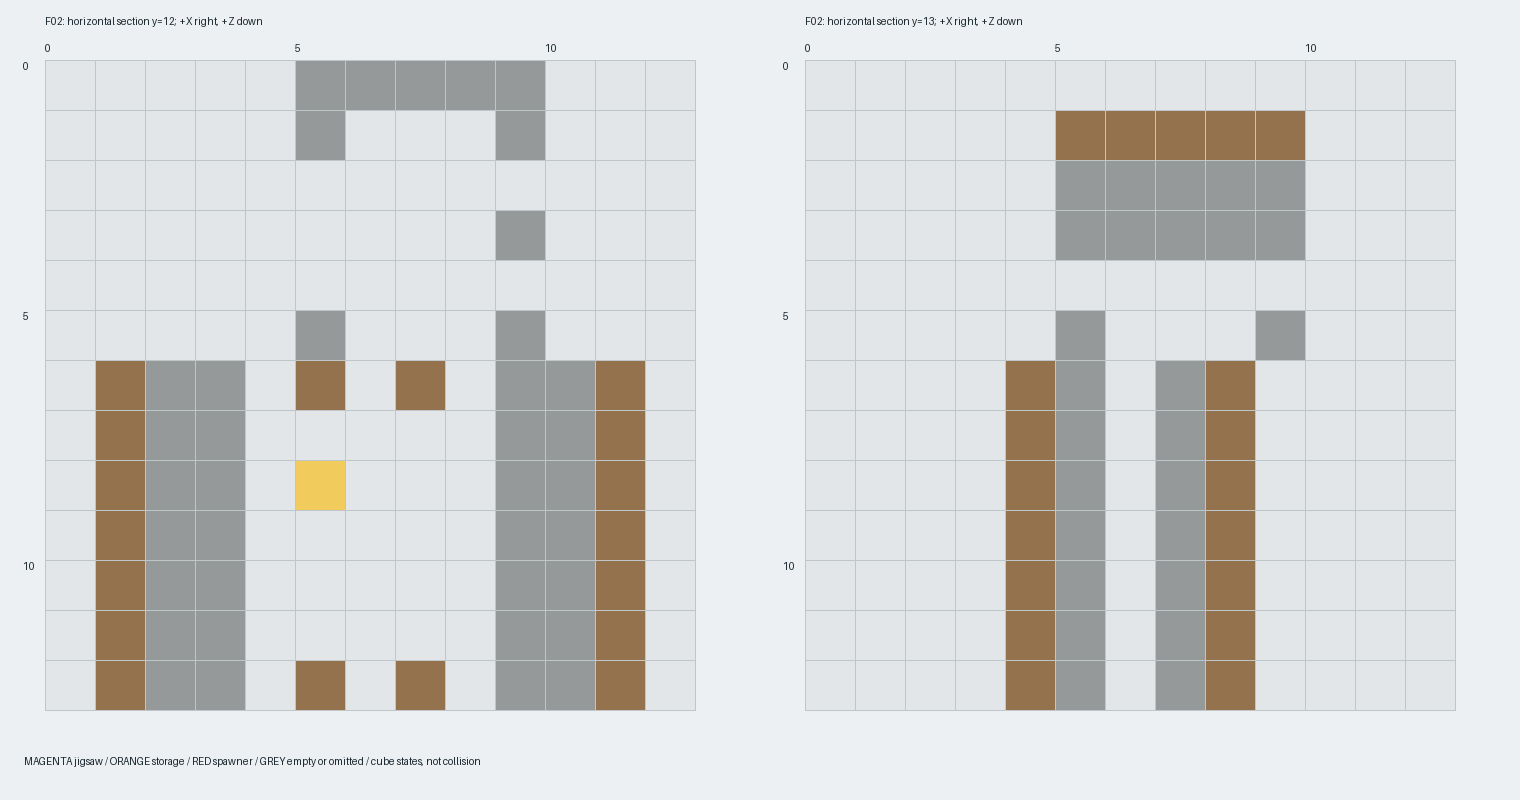 F02: horizontal section y=12; +X right, +Z down
F02: horizontal section y=13; +X right, +Z down
0 5 10
0 5 10
0
0
5
5
10
10
MAGENTA jigsaw / ORANGE storage / RED spawner / GREY empty or omitted / cube states, not collision